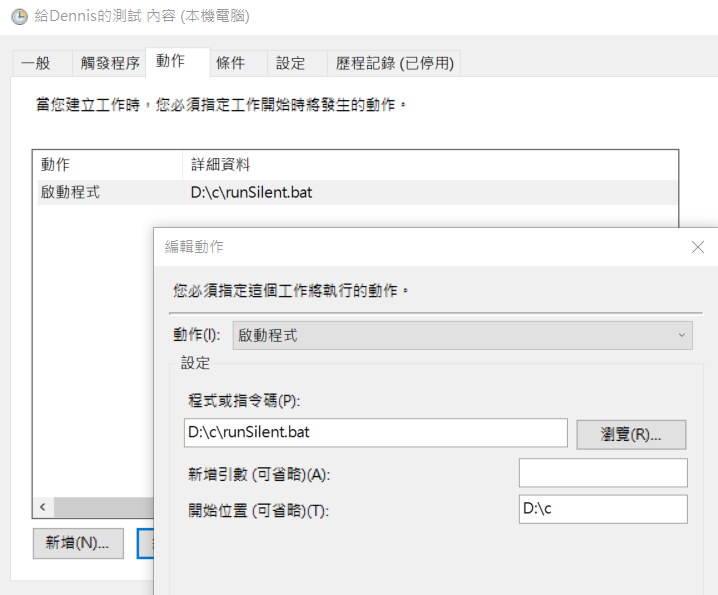 給Dennis的測試 內容 (本機電腦)
一般 觸發程序 動作 條件 設定 歷程記錄 (已停用)
當您建立工作時，您必須指定工作開始時將發生的動作。
動作 詳細資料
啟動程式 D:\c\runSilent.bat
編輯動作
您必須指定這個工作將執行的動作。
動作(I): 啟動程式
設定
程式或指令碼(P):
D:\c\runSilent.bat 瀏覽(R)...
新增引數 (可省略)(A):
開始位置 (可省略)(T): D:\c
新增(N)...